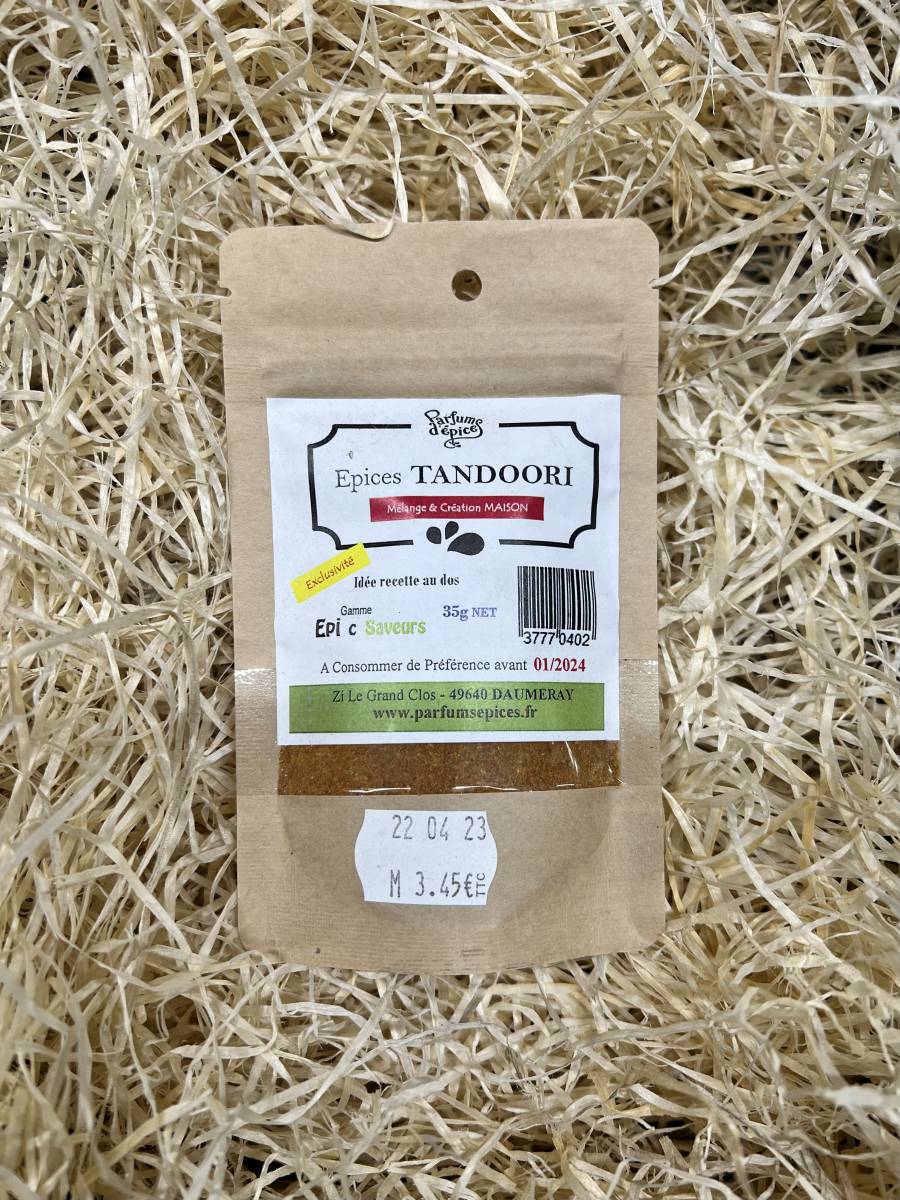 Parfums
d'épices
Epices TANDOORI
Mélange & Création MAISON
Exclusivité
Idée recette au dos
Gamme
Epi c Saveurs
35g NET
3777 0402
A Consommer de Préférence avant 01/2024
Zi Le Grand Clos - 49640 DAUMERAY
www.parfumsepices.fr
22 04 23
M 3.45€ TTC